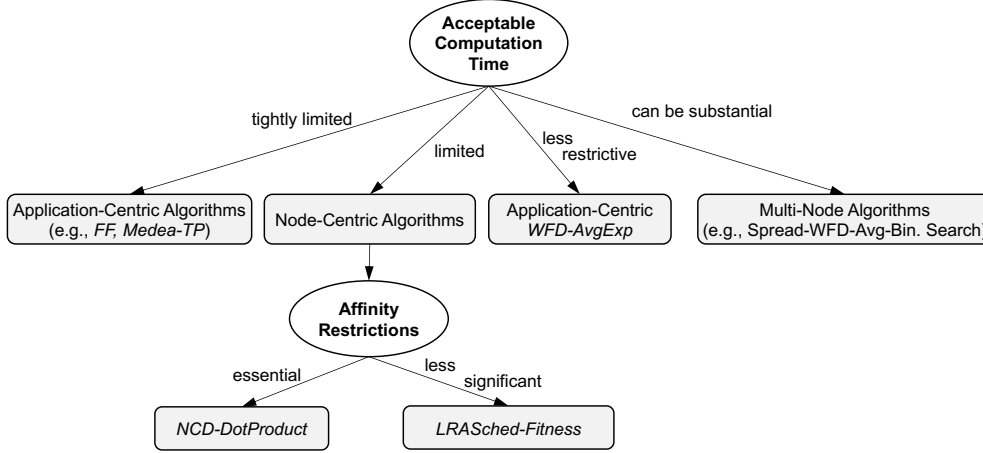 Acceptable
Computation
Time
tightly limited
limited
less
restrictive
can be substantial
Application-Centric Algorithms
(e.g., FF, Medea-TP)
Node-Centric Algorithms
Application-Centric
WFD-AvgExp
Multi-Node Algorithms
(e.g., Spread-WFD-Avg-Bin. Search)
Affinity
Restrictions
essential
less
significant
NCD-DotProduct
LRASched-Fitness